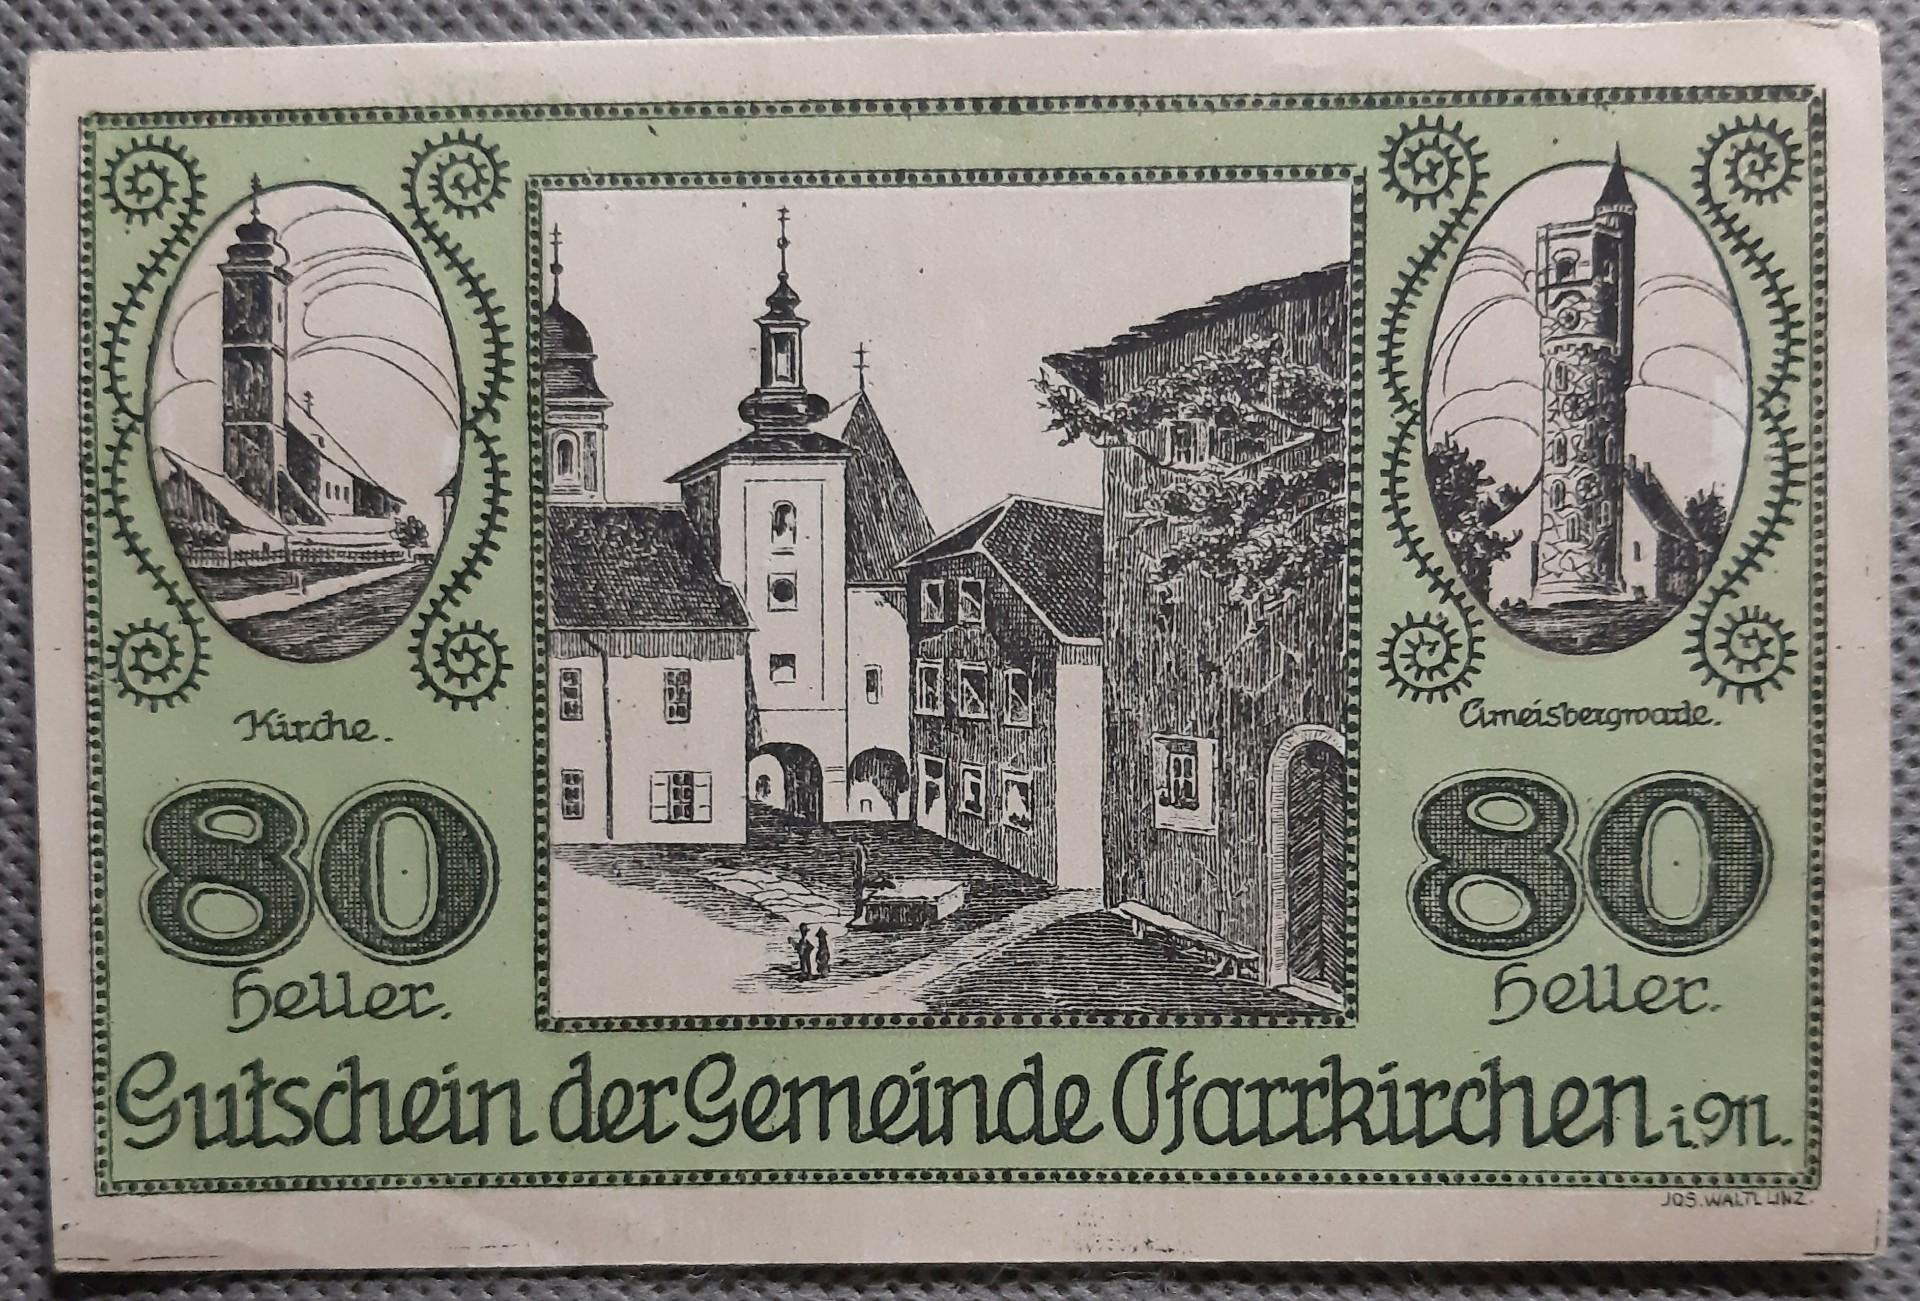 Kirche.
Ameisbergwarte.
80
80
Heller.
Heller.
Gutschein der Gemeinde Pfarrkirchen i. M.
JOS. WALTL LINZ.